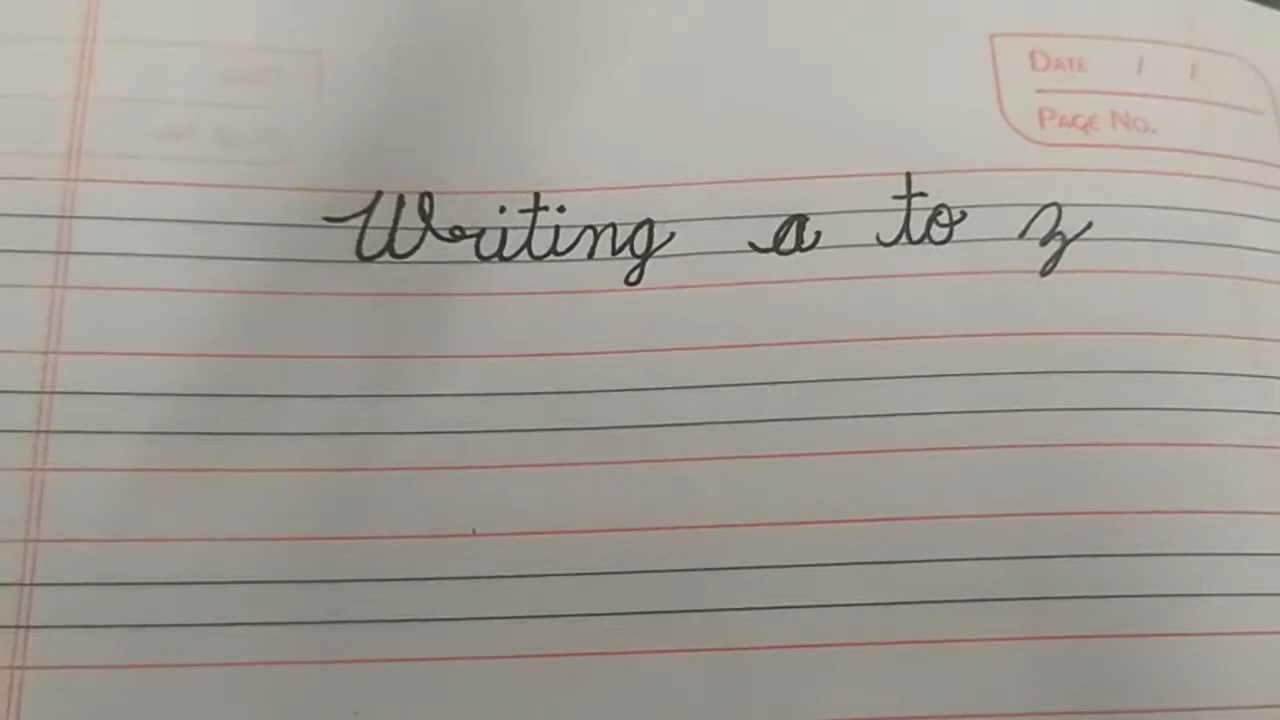 DATE / /
PAGE NO.
Writing a to z